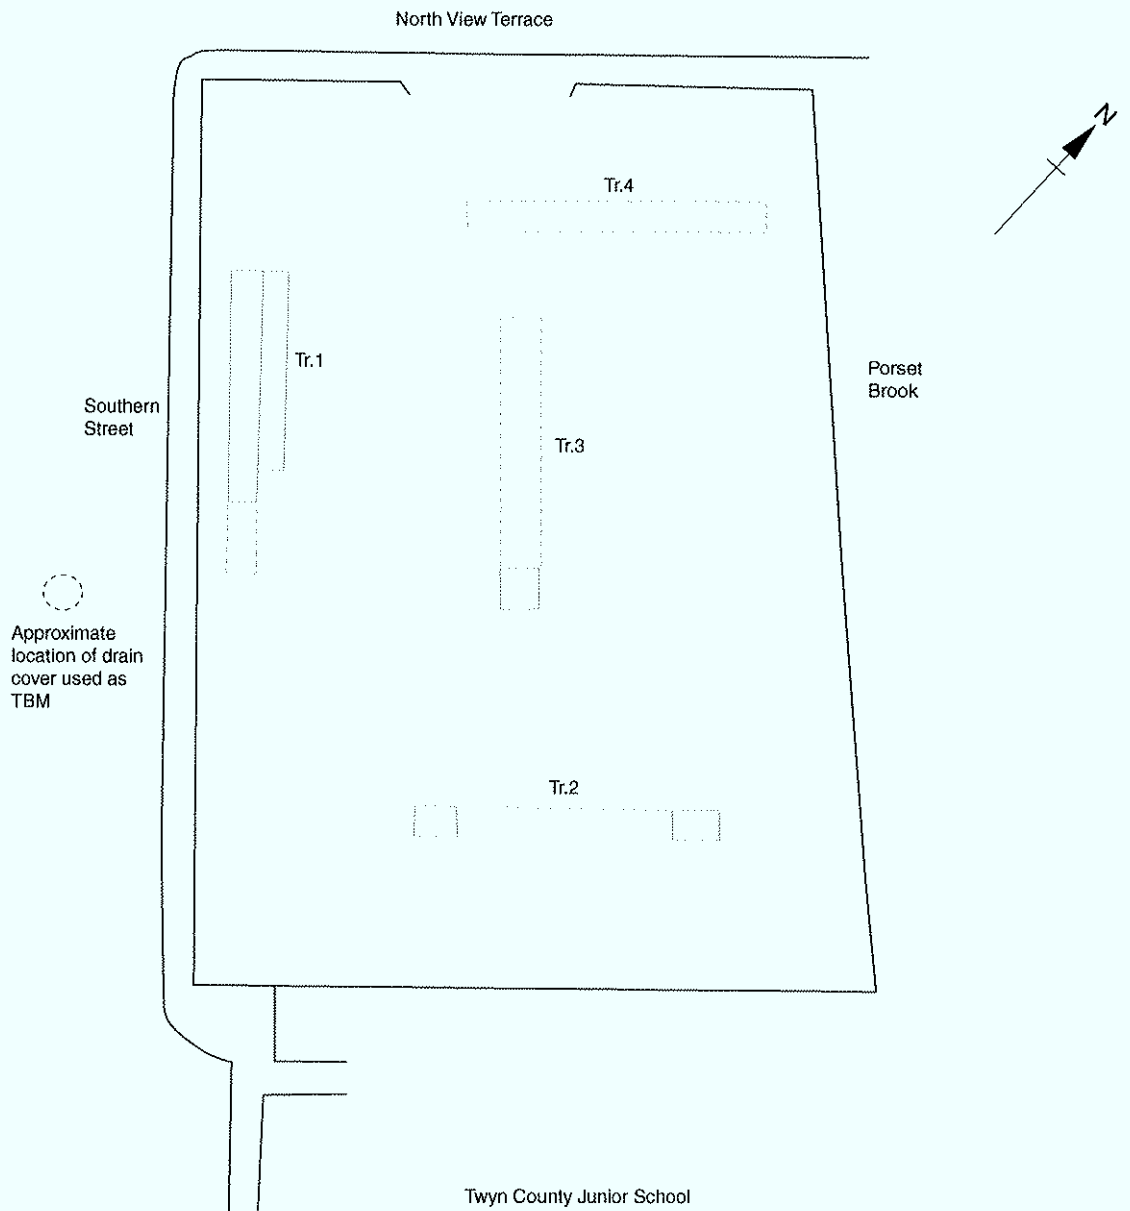 North View Terrace
N
Tr.4
Tr.1
Porset
Brook
Southern
Street
Tr.3
Approximate
location of drain
cover used as
TBM
Tr.2
Twyn County Junior School